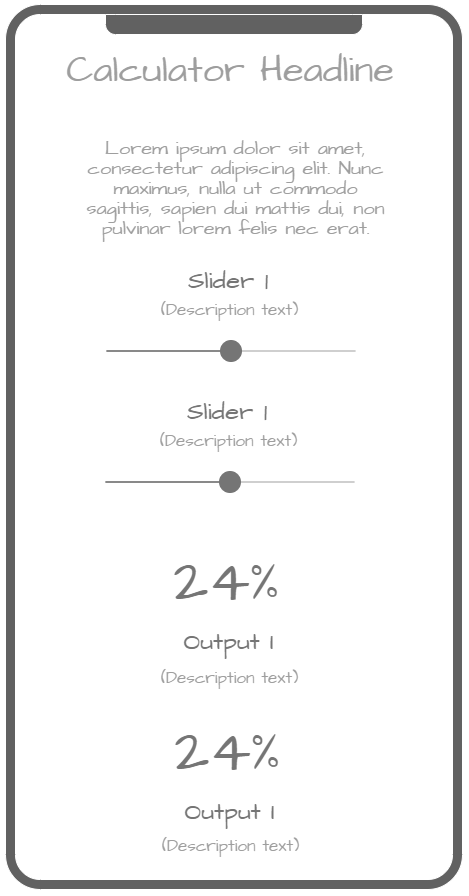 Calculator Headline
Lorem ipsum dolor sit amet,
consectetur adipiscing elit. Nunc
maximus, nulla ut commodo
sagittis, sapien dui mattis dui, non
pulvinar lorem felis nec erat.
Slider 1
(Description text)
Slider 1
(Description text)
24%
Output 1
(Description text)
24%
Output 1
(Description text)